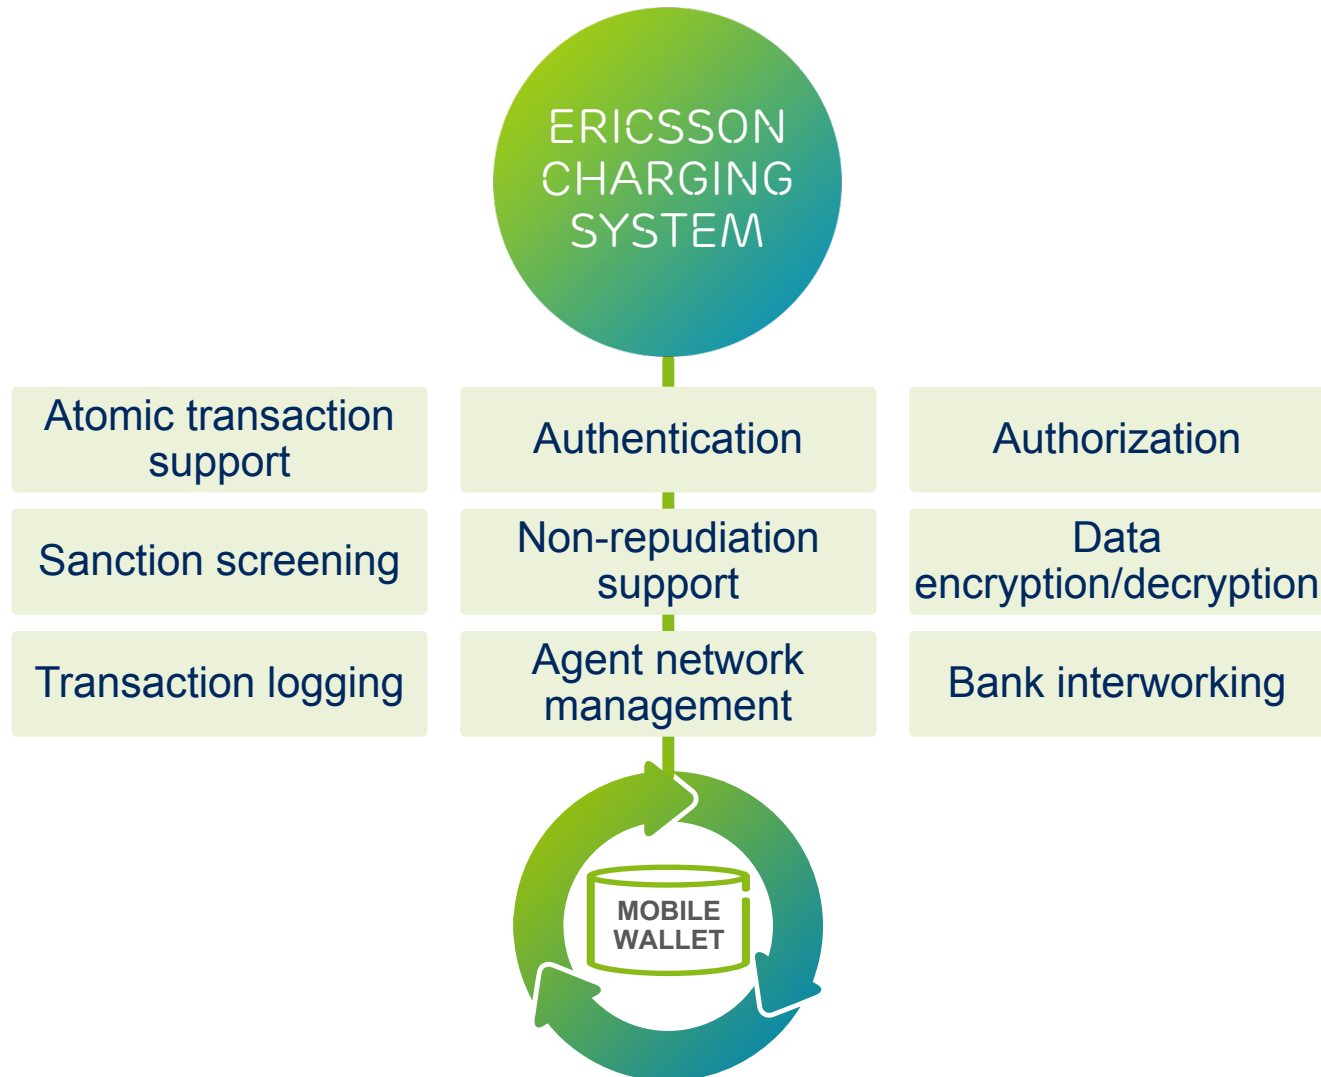 ERICSSON
CHARGING
SYSTEM
Atomic transaction
support
Authentication
Authorization
Sanction screening
Non-repudiation
support
Data
encryption/decryption
Transaction logging
Agent network
management
Bank interworking
MOBILE
WALLET